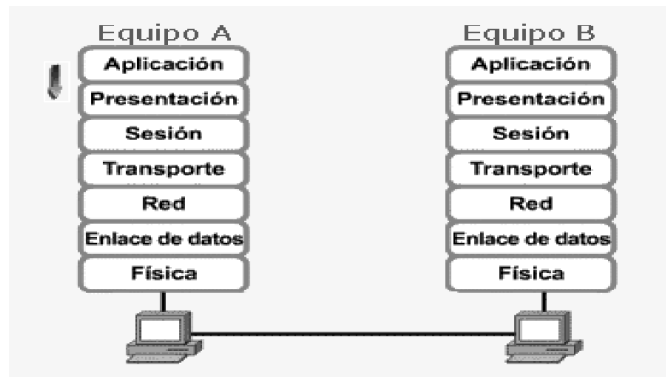 Equipo A
Aplicación
Presentación
Sesión
Transporte
Red
Enlace de datos
Física
Equipo B
Aplicación
Presentación
Sesión
Transporte
Red
Enlace de datos
Física